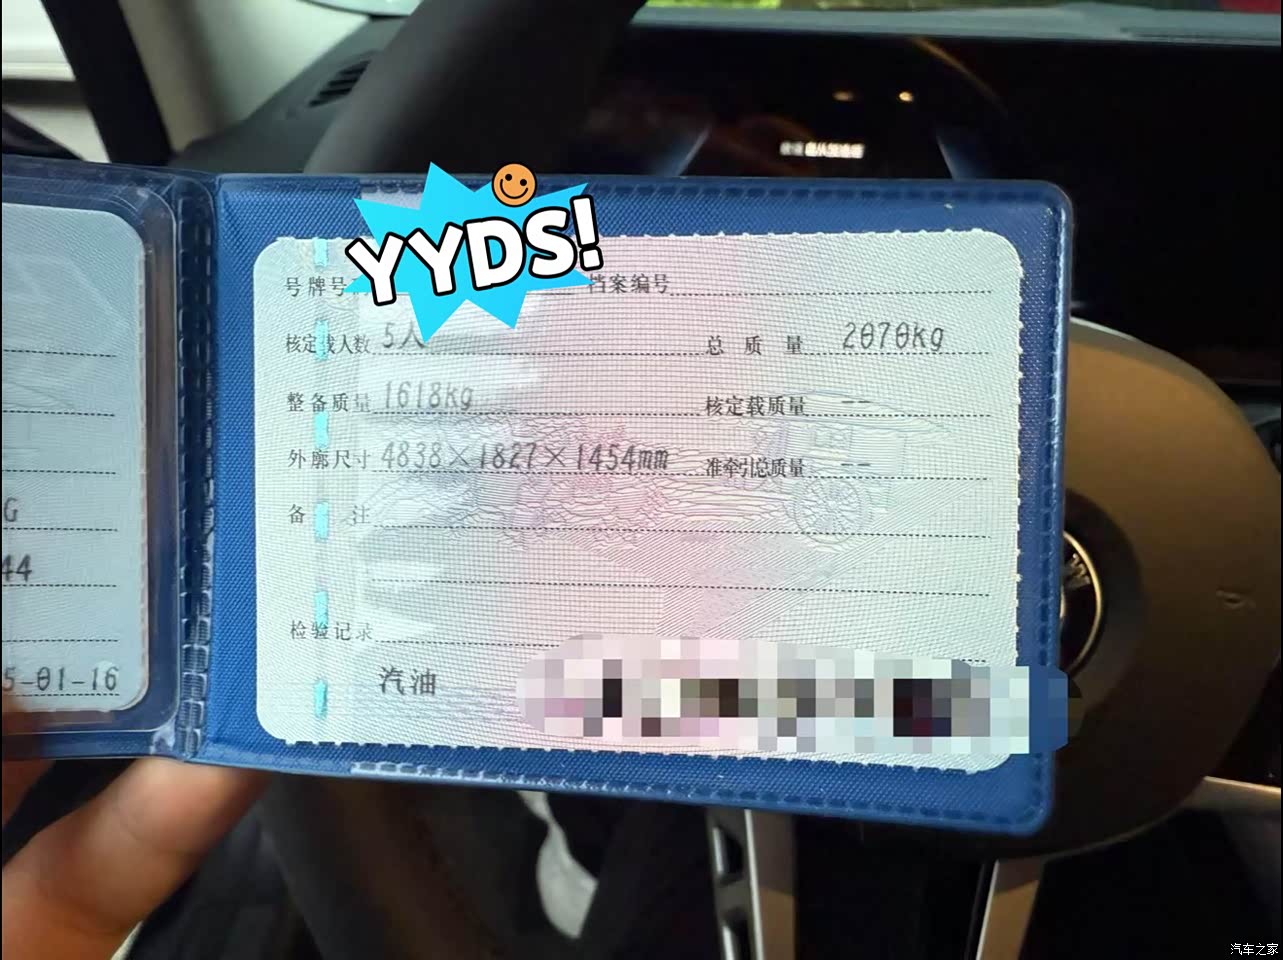 YYDS!
号牌号
档案编号
核定载人数 5人
总 质 量 2070kg
整备质量 1618kg
核定载质量 --
外廓尺寸 4838×1827×1454mm
准牵引总质量 --
备 注
检验记录
汽油
G
44
5-01-16
汽车之家